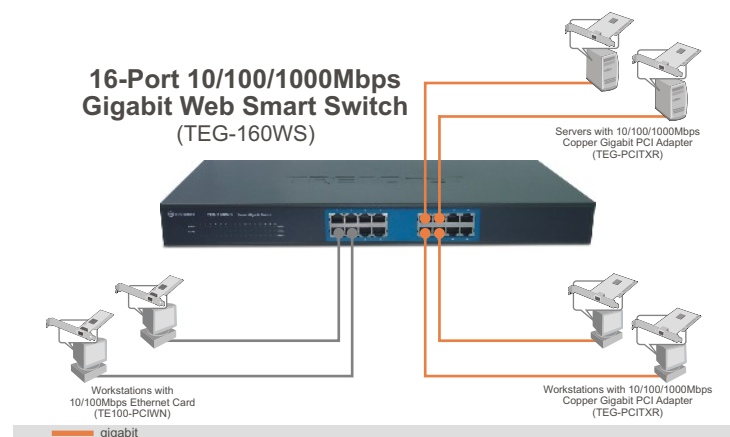 16-Port 10/100/1000Mbps
Gigabit Web Smart Switch
(TEG-160WS)
Servers with 10/100/1000Mbps
Copper Gigabit PCI Adapter
(TEG-PCITXR)
TRENDNET
Workstations with
10/100Mbps Ethernet Card
(TE100-PCIWN)
Workstations with 10/100/1000Mbps
Copper Gigabit PCI Adapter
(TEG-PCITXR)
gigabit